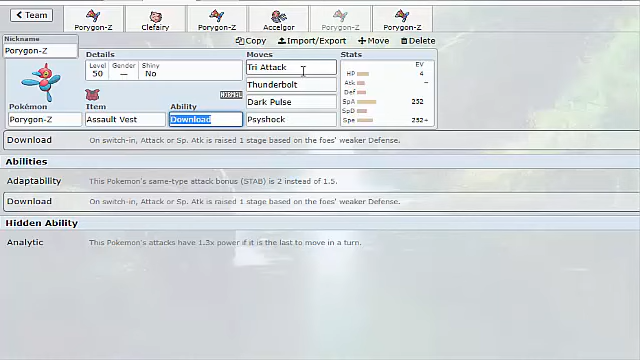 < Team
Porygon-Z
Clefairy
Porygon-Z
Accelgor
Porygon-Z
Porygon-Z
Nickname
Porygon-Z
Copy Import/Export Move Delete
Details
Level Gender Shiny
50 — No
NORMAL
Pokémon
Porygon-Z
Item
Assault Vest
Ability
Download
Moves
Tri Attack
Thunderbolt
Dark Pulse
Psyshock
Stats
EV
HP 4
Atk −
Def
SpA 252
SpD
Spe 252+
Download On switch-in, Attack or Sp. Atk is raised 1 stage based on the foes' weaker Defense.
Abilities
Adaptability This Pokemon's same-type attack bonus (STAB) is 2 instead of 1.5.
Download On switch-in, Attack or Sp. Atk is raised 1 stage based on the foes' weaker Defense.
Hidden Ability
Analytic This Pokemon's attacks have 1.3x power if it is the last to move in a turn.